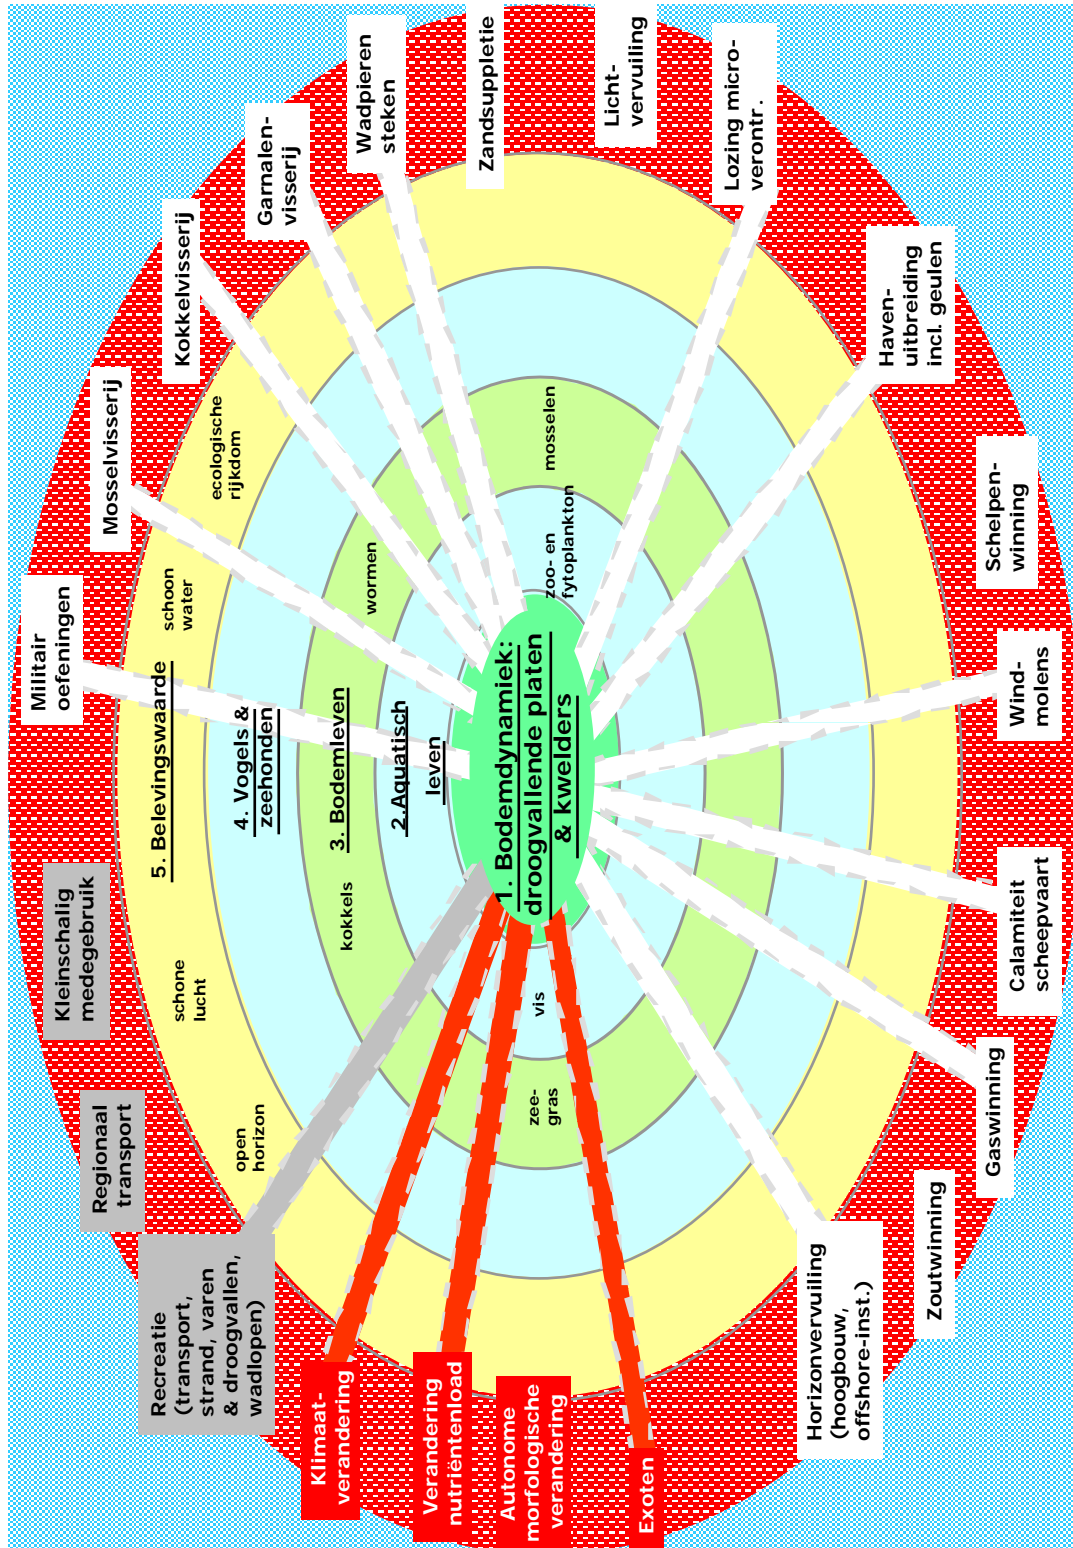 Recreatie
(transport,
strand, varen
& droogvallen,
wadlopen)
Regionaal
transport
Kleinschalig
medegebruik
Militair
oefeningen
Mosselvisserij
Kokkelvisserij
Garnalen-
visserij
Wadpieren
steken
Zandsuppletie
Licht-
vervuiling
Lozing micro-
verontr.
Haven-
uitbreiding
incl. geulen
Schelpen-
winning
Wind-
molens
Calamiteit
scheepvaart
Gaswinning
Zoutwinning
Horizonvervuiling
(hoogbouw,
offshore-inst.)
Exoten
Autonome
morfologische
verandering
Verandering
nutriëntenload
Klimaat-
verandering
5. Belevingswaarde
open
horizon
schone
lucht
schoon
water
ecologische
rijkdom
4. Vogels &
zeehonden
3. Bodemleven
kokkels
wormen
mosselen
zee-
gras
2.Aquatisch
leven
vis
zoo- en
fytoplankton
1. Bodemdynamiek:
droogvallende platen
& kwelders